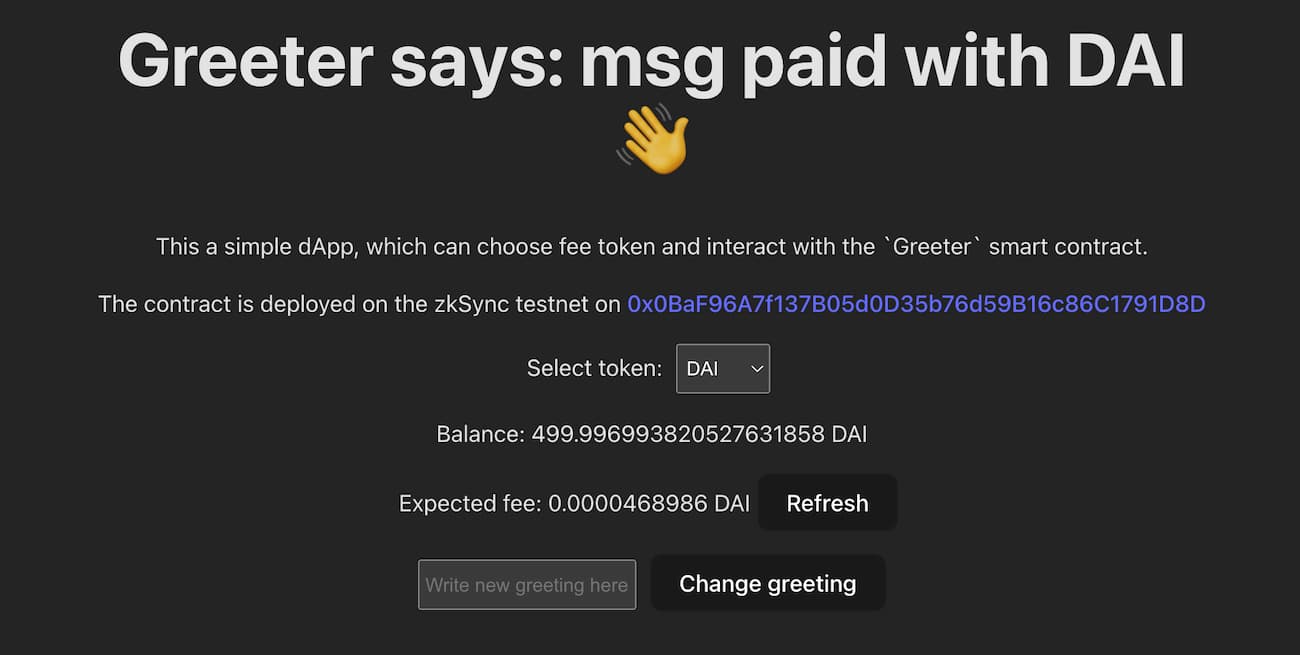 Greeter says: msg paid with DAI
👋
This a simple dApp, which can choose fee token and interact with the `Greeter` smart contract.
The contract is deployed on the zkSync testnet on 0x0BaF96A7f137B05d0D35b76d59B16c86C1791D8D
Select token: DAI
Balance: 499.996993820527631858 DAI
Expected fee: 0.0000468986 DAI Refresh
Write new greeting here Change greeting